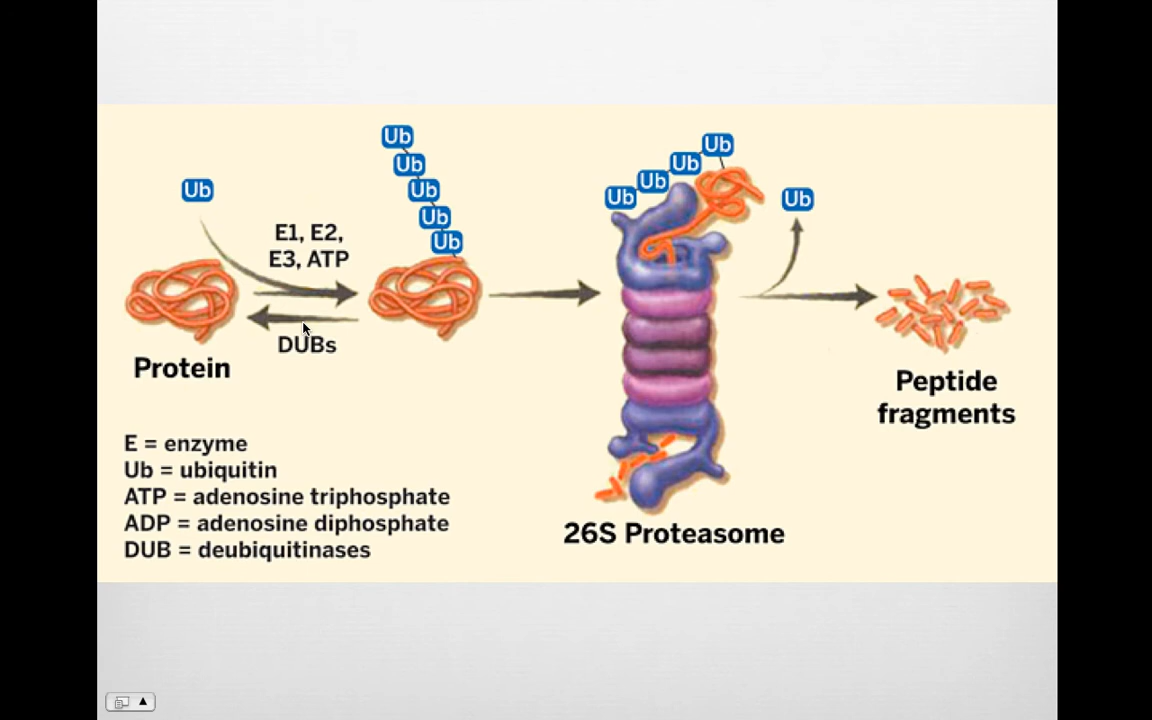 Ub
Ub
Ub
Ub
Ub
Ub
E1, E2,
E3, ATP
DUBs
Protein
Ub
Ub
Ub
Ub
Ub
26S Proteasome
Peptide
fragments
E = enzyme
Ub = ubiquitin
ATP = adenosine triphosphate
ADP = adenosine diphosphate
DUB = deubiquitinases